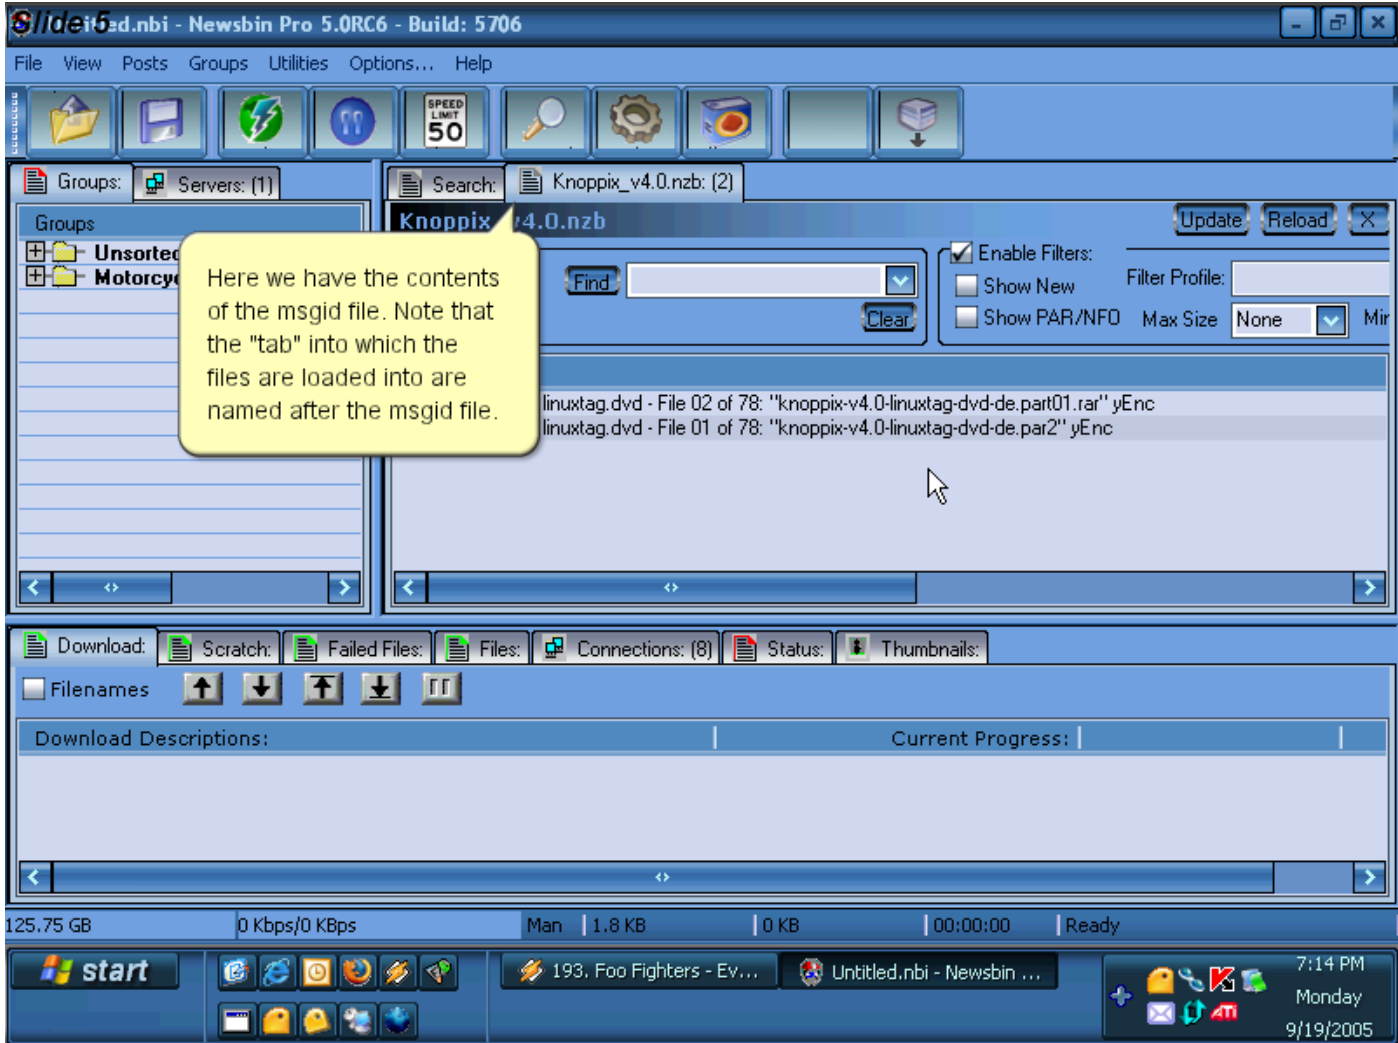 Slide 5
Untitled.nbi - Newsbin Pro 5.0RC6 - Build: 5706
File View Posts Groups Utilities Options... Help
SPEED
LIMIT
50
Groups: Servers: (1) Search: Knoppix_v4.0.nzb: (2)
Groups
Knoppix_v4.0.nzb Update Reload X
Unsorted
Motorcyc
Here we have the contents
of the msgid file. Note that
the "tab" into which the
files are loaded into are
named after the msgid file.
Find
Clear
Enable Filters:
Show New Filter Profile:
Show PAR/NFO Max Size None Min
linuxtag.dvd - File 02 of 78: "knoppix-v4.0-linuxtag-dvd-de.part01.rar" yEnc
linuxtag.dvd - File 01 of 78: "knoppix-v4.0-linuxtag-dvd-de.par2" yEnc
Download: Scratch: Failed Files: Files: Connections: (8) Status: Thumbnails:
Filenames
Download Descriptions: Current Progress:
125.75 GB 0 Kbps/0 KBps Man 1.8 KB 0 KB 00:00:00 Ready
start 193. Foo Fighters - Ev... Untitled.nbi - Newsbin ...
ATI
7:14 PM
Monday
9/19/2005